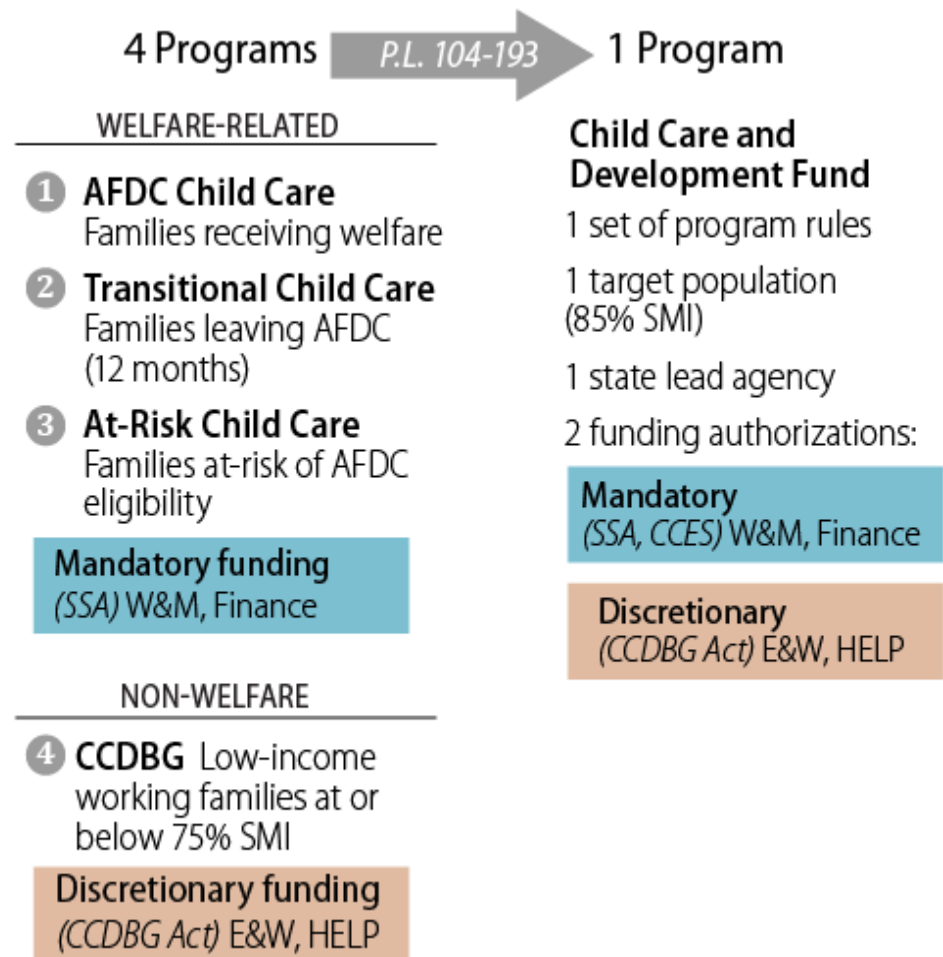 4 Programs P.L. 104-193 1 Program
WELFARE-RELATED
1 AFDC Child Care
Families receiving welfare
2 Transitional Child Care
Families leaving AFDC
(12 months)
3 At-Risk Child Care
Families at-risk of AFDC
eligibility
Mandatory funding
(SSA) W&M, Finance
NON-WELFARE
4 CCDBG Low-income
working families at or
below 75% SMI
Discretionary funding
(CCDBG Act) E&W, HELP
Child Care and
Development Fund
1 set of program rules
1 target population
(85% SMI)
1 state lead agency
2 funding authorizations:
Mandatory
(SSA, CCES) W&M, Finance
Discretionary
(CCDBG Act) E&W, HELP